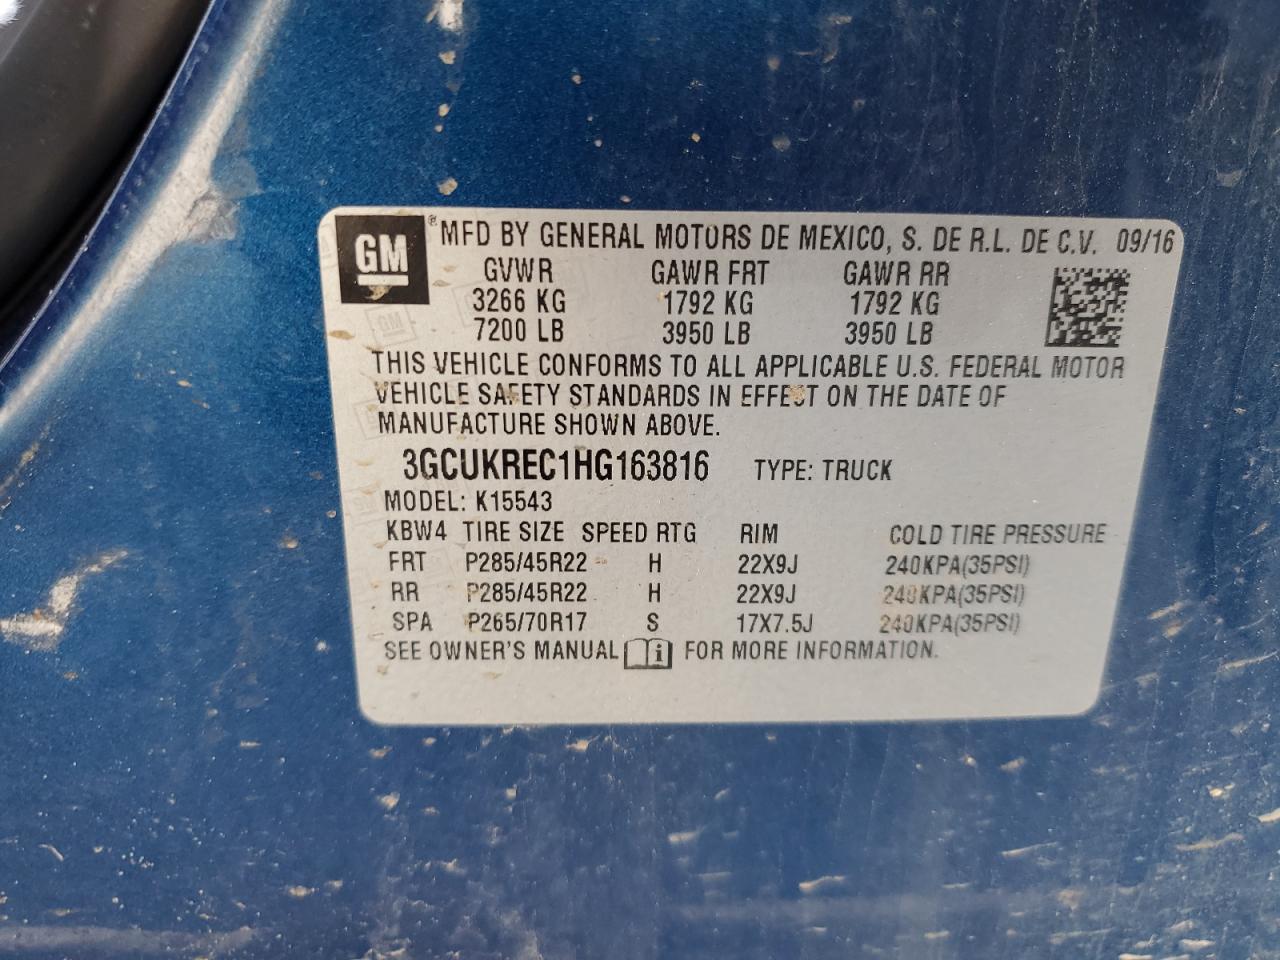 GM ® MFD BY GENERAL MOTORS DE MEXICO, S. DE R.L. DE C.V. 09/16
GVWR GAWR FRT GAWR RR
3266 KG 1792 KG 1792 KG
7200 LB 3950 LB 3950 LB
THIS VEHICLE CONFORMS TO ALL APPLICABLE U.S. FEDERAL MOTOR
VEHICLE SAFETY STANDARDS IN EFFECT ON THE DATE OF
MANUFACTURE SHOWN ABOVE.
3GCUKREC1HG163816 TYPE: TRUCK
MODEL: K15543
KBW4 TIRE SIZE SPEED RTG RIM COLD TIRE PRESSURE
FRT P285/45R22 H 22X9J 240KPA(35PSI)
RR P285/45R22 H 22X9J 240KPA(35PSI)
SPA P265/70R17 S 17X7.5J 240KPA(35PSI)
SEE OWNER'S MANUAL i FOR MORE INFORMATION.